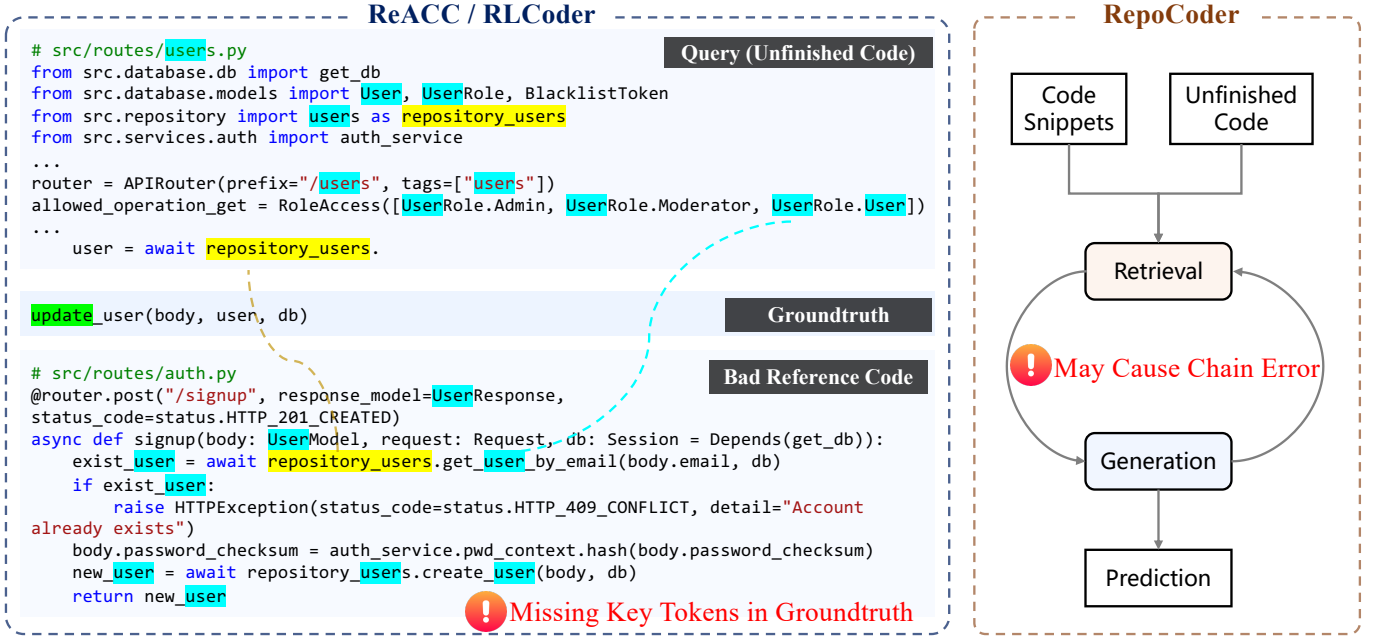 ReACC / RLCoder
# src/routes/users.py
Query (Unfinished Code)
from src.database.db import get_db
from src.database.models import User, UserRole, BlacklistToken
from src.repository import users as repository_users
from src.services.auth import auth_service
...
router = APIRouter(prefix="/users", tags=["users"])
allowed_operation_get = RoleAccess([UserRole.Admin, UserRole.Moderator, UserRole.User])
...
user = await repository_users.
update_user(body, user, db)
Groundtruth
# src/routes/auth.py
Bad Reference Code
@router.post("/signup", response_model=UserResponse,
status_code=status.HTTP_201_CREATED)
async def signup(body: UserModel, request: Request, db: Session = Depends(get_db)):
exist_user = await repository_users.get_user_by_email(body.email, db)
if exist_user:
raise HTTPException(status_code=status.HTTP_409_CONFLICT, detail="Account
already exists")
body.password_checksum = auth_service.pwd_context.hash(body.password_checksum)
new_user = await repository_users.create_user(body, db)
return new_user
! Missing Key Tokens in Groundtruth
RepoCoder
Code
Snippets
Unfinished
Code
Retrieval
! May Cause Chain Error
Generation
Prediction